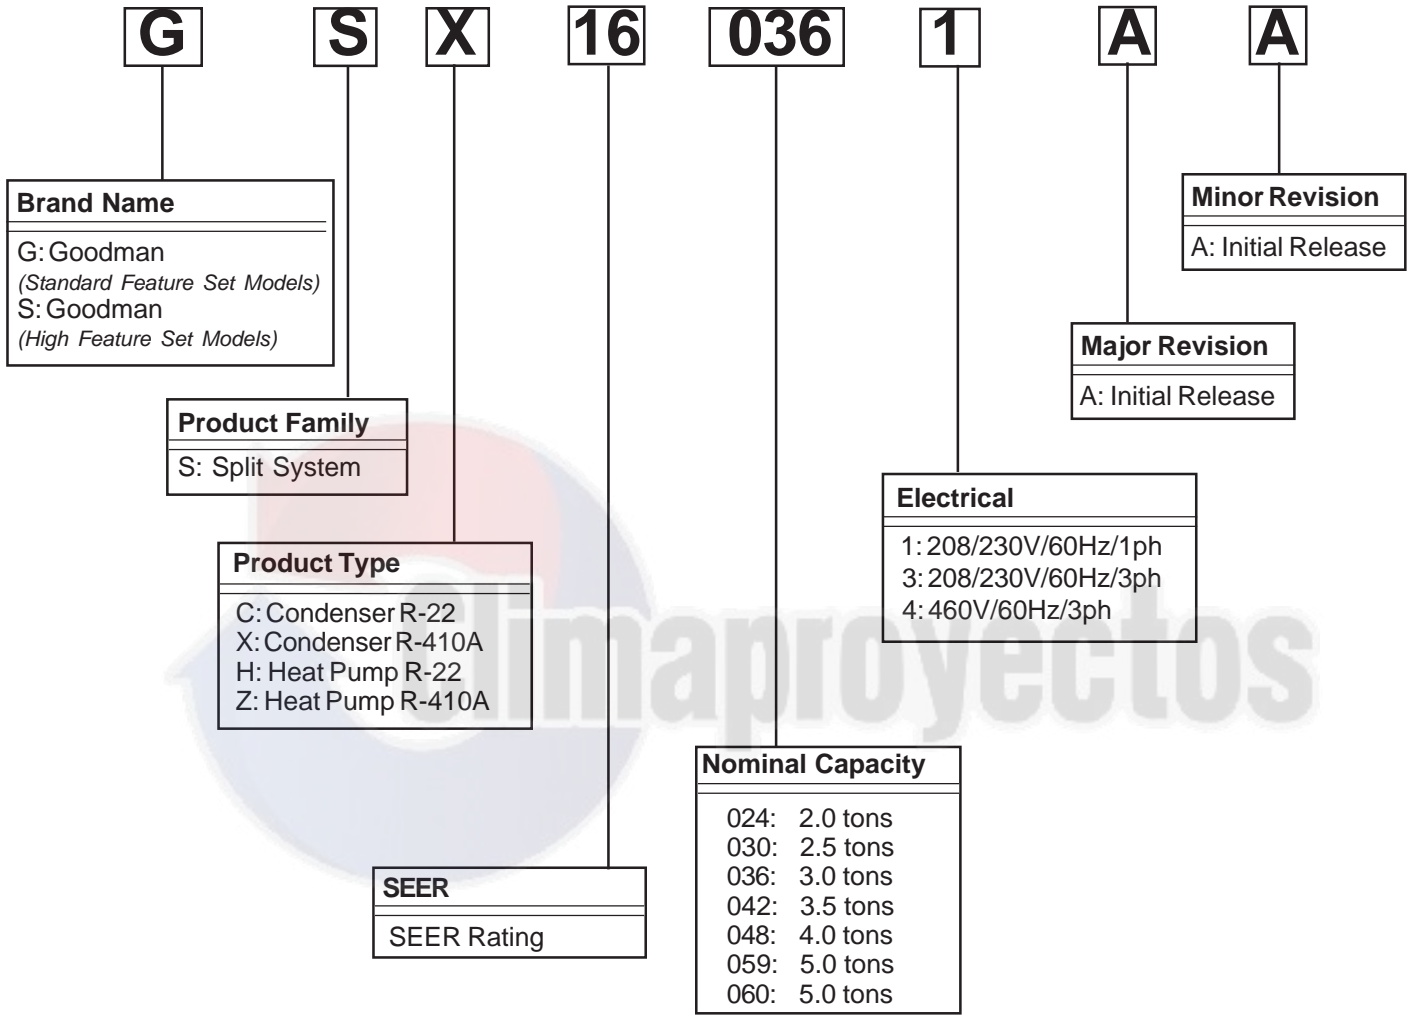 G S X 16 036 1 A A
Brand Name
G: Goodman
(Standard Feature Set Models)
S: Goodman
(High Feature Set Models)
Minor Revision
A: Initial Release
Major Revision
A: Initial Release
Product Family
S: Split System
Electrical
1: 208/230V/60Hz/1ph
3: 208/230V/60Hz/3ph
4: 460V/60Hz/3ph
Product Type
C: Condenser R-22
X: Condenser R-410A
H: Heat Pump R-22
Z: Heat Pump R-410A
Climaproyectos
Nominal Capacity
024: 2.0 tons
030: 2.5 tons
036: 3.0 tons
042: 3.5 tons
048: 4.0 tons
059: 5.0 tons
060: 5.0 tons
SEER
SEER Rating